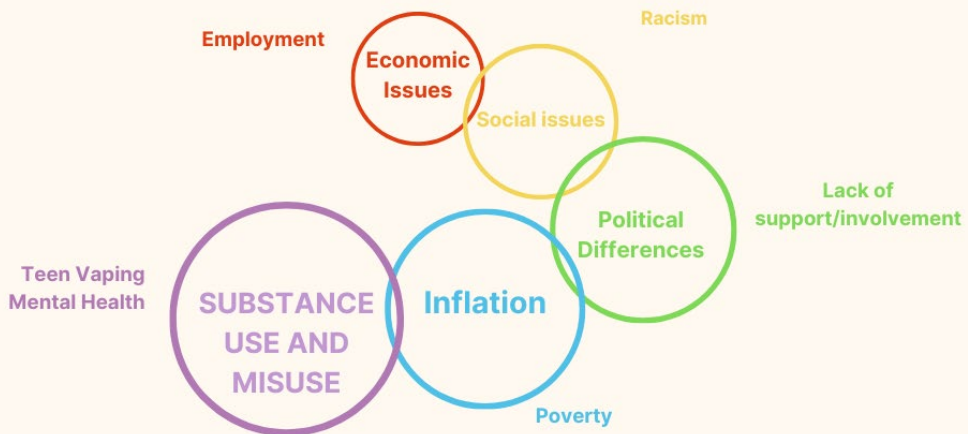 Racism
Employment
Economic
Issues
Social issues
Lack of
support/involvement
Political
Differences
Teen Vaping
Mental Health
SUBSTANCE
USE AND
MISUSE
Inflation
Poverty